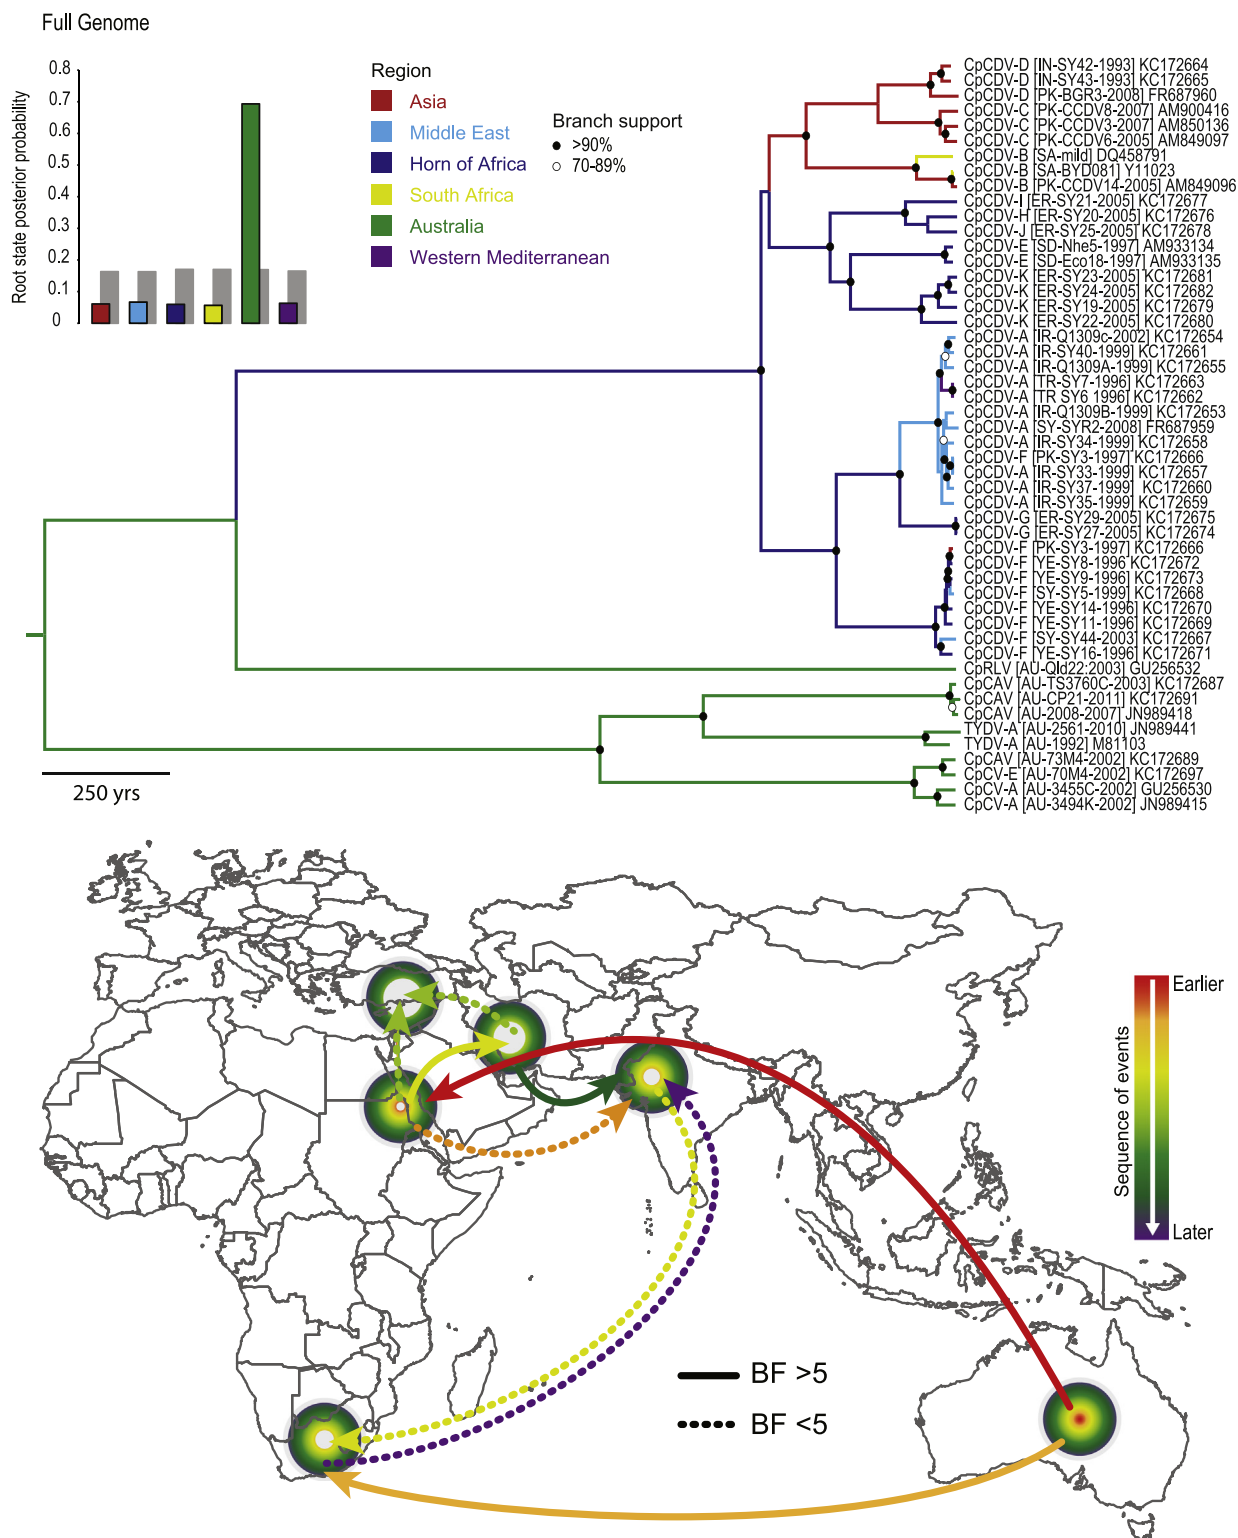 Full Genome
Root state posterior probability
0.8
0.7
0.6
0.5
0.4
0.3
0.2
0.1
0
Region
Asia
Middle East
Horn of Africa
South Africa
Australia
Western Mediterranean
Branch support
>90%
70-89%
CpCDV-D [IN-SY42-1993] KC172664
CpCDV-D [IN-SY43-1993] KC172665
CpCDV-D [PK-BGR3-2008] FR687960
CpCDV-C [PK-CCDV8-2007] AM900416
CpCDV-C [PK-CCDV3-2007] AM850136
CpCDV-C [PK-CCDV6-2005] AM849097
CpCDV-B [SA-mild] DQ458791
CpCDV-B [SA-BYD081] Y11023
CpCDV-B [PK-CCDV14-2005] AM849096
CpCDV-I [ER-SY21-2005] KC172677
CpCDV-H [ER-SY20-2005] KC172676
CpCDV-J [ER-SY25-2005] KC172678
CpCDV-E [SD-Nhe5-1997] AM933134
CpCDV-E [SD-Eco18-1997] AM933135
CpCDV-K [ER-SY23-2005] KC172681
CpCDV-K [ER-SY24-2005] KC172682
CpCDV-K [ER-SY19-2005] KC172679
CpCDV-K [ER-SY22-2005] KC172680
CpCDV-A [IR-Q1309c-2002] KC172654
CpCDV-A [IR-SY40-1999] KC172661
CpCDV-A [IR-Q1309A-1999] KC172655
CpCDV-A [TR-SY7-1996] KC172663
CpCDV-A [TR SY6 1996] KC172662
CpCDV-A [IR-Q1309B-1999] KC172653
CpCDV-A [SY-SYR2-2008] FR687959
CpCDV-A [IR-SY34-1999] KC172658
CpCDV-F [PK-SY3-1997] KC172666
CpCDV-A [IR-SY33-1999] KC172657
CpCDV-A [IR-SY37-1999] KC172660
CpCDV-A [IR-SY35-1999] KC172659
CpCDV-G [ER-SY29-2005] KC172675
CpCDV-G [ER-SY27-2005] KC172674
CpCDV-F [PK-SY3-1997] KC172666
CpCDV-F [YE-SY8-1996 KC172672
CpCDV-F [YE-SY9-1996] KC172673
CpCDV-F [SY-SY5-1999] KC172668
CpCDV-F [YE-SY14-1996] KC172670
CpCDV-F [YE-SY11-1996] KC172669
CpCDV-F [SY-SY44-2003] KC172667
CpCDV-F [YE-SY16-1996] KC172671
CpRLV [AU-Qld22:2003] GU256532
CpCAV [AU-TS3760C-2003] KC172687
CpCAV [AU-CP21-2011] KC172691
CpCAV [AU-2008-2007] JN989418
TYDV-A [AU-2561-2010] JN989441
TYDV-A [AU-1992] M81103
CpCAV [AU-73M4-2002] KC172689
CpCV-E [AU-70M4-2002] KC172697
CpCV-A [AU-3455C-2002] GU256530
CpCV-A [AU-3494K-2002] JN989415
250 yrs
Sequence of events
Earlier
Later
BF >5
BF <5